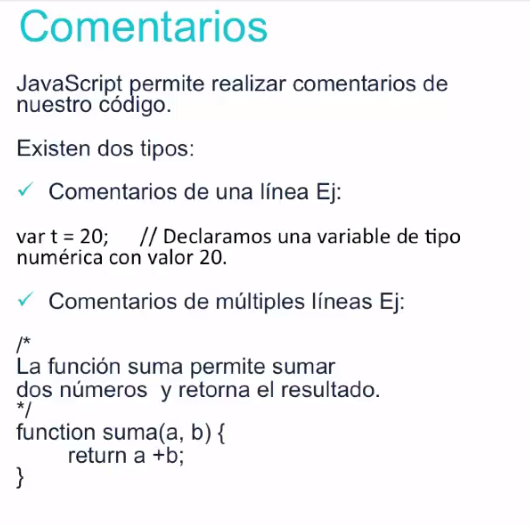 Comentarios
JavaScript permite realizar comentarios de
nuestro código.
Existen dos tipos:
✓ Comentarios de una línea Ej:
var t = 20; // Declaramos una variable de tipo
numérica con valor 20.
✓ Comentarios de múltiples líneas Ej:
/*
La función suma permite sumar
dos números y retorna el resultado.
*/
function suma(a, b) {
return a +b;
}